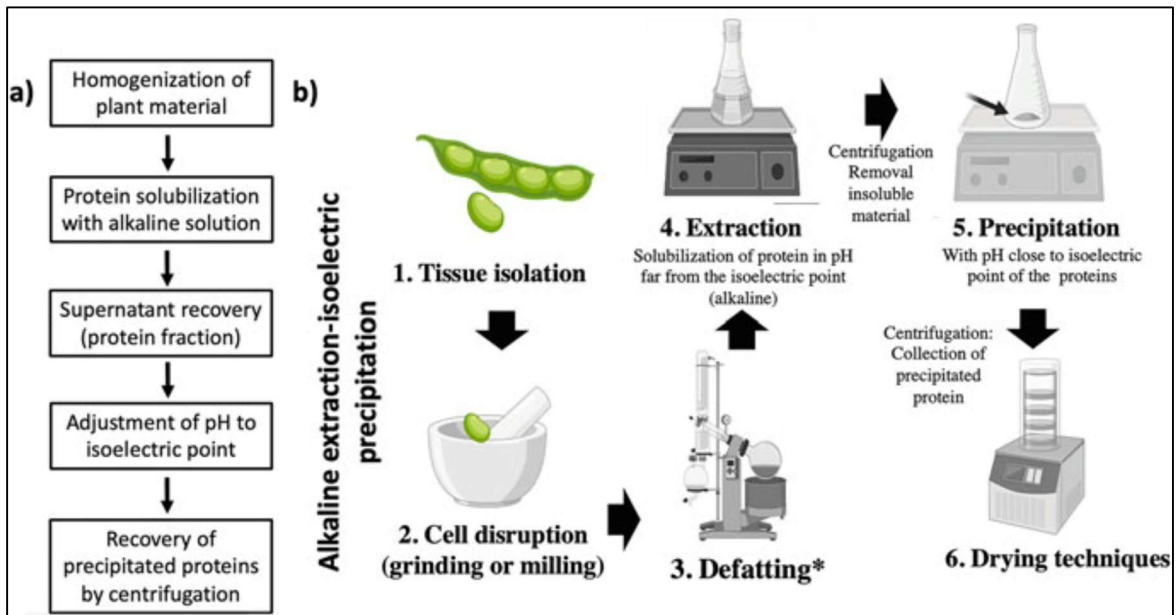 a)
Homogenization of
plant material
Protein solubilization
with alkaline solution
Supernatant recovery
(protein fraction)
Adjustment of pH to
isoelectric point
Recovery of
precipitated proteins
by centrifugation
b)
Alkaline extraction-isoelectric
precipitation
1. Tissue isolation
2. Cell disruption
(grinding or milling)
3. Defatting*
4. Extraction
Solubilization of protein in pH
far from the isoelectric point
(alkaline)
Centrifugation
Removal
insoluble
material
5. Precipitation
With pH close to isoelectric
point of the proteins
Centrifugation:
Collection of
precipitated
protein
6. Drying techniques